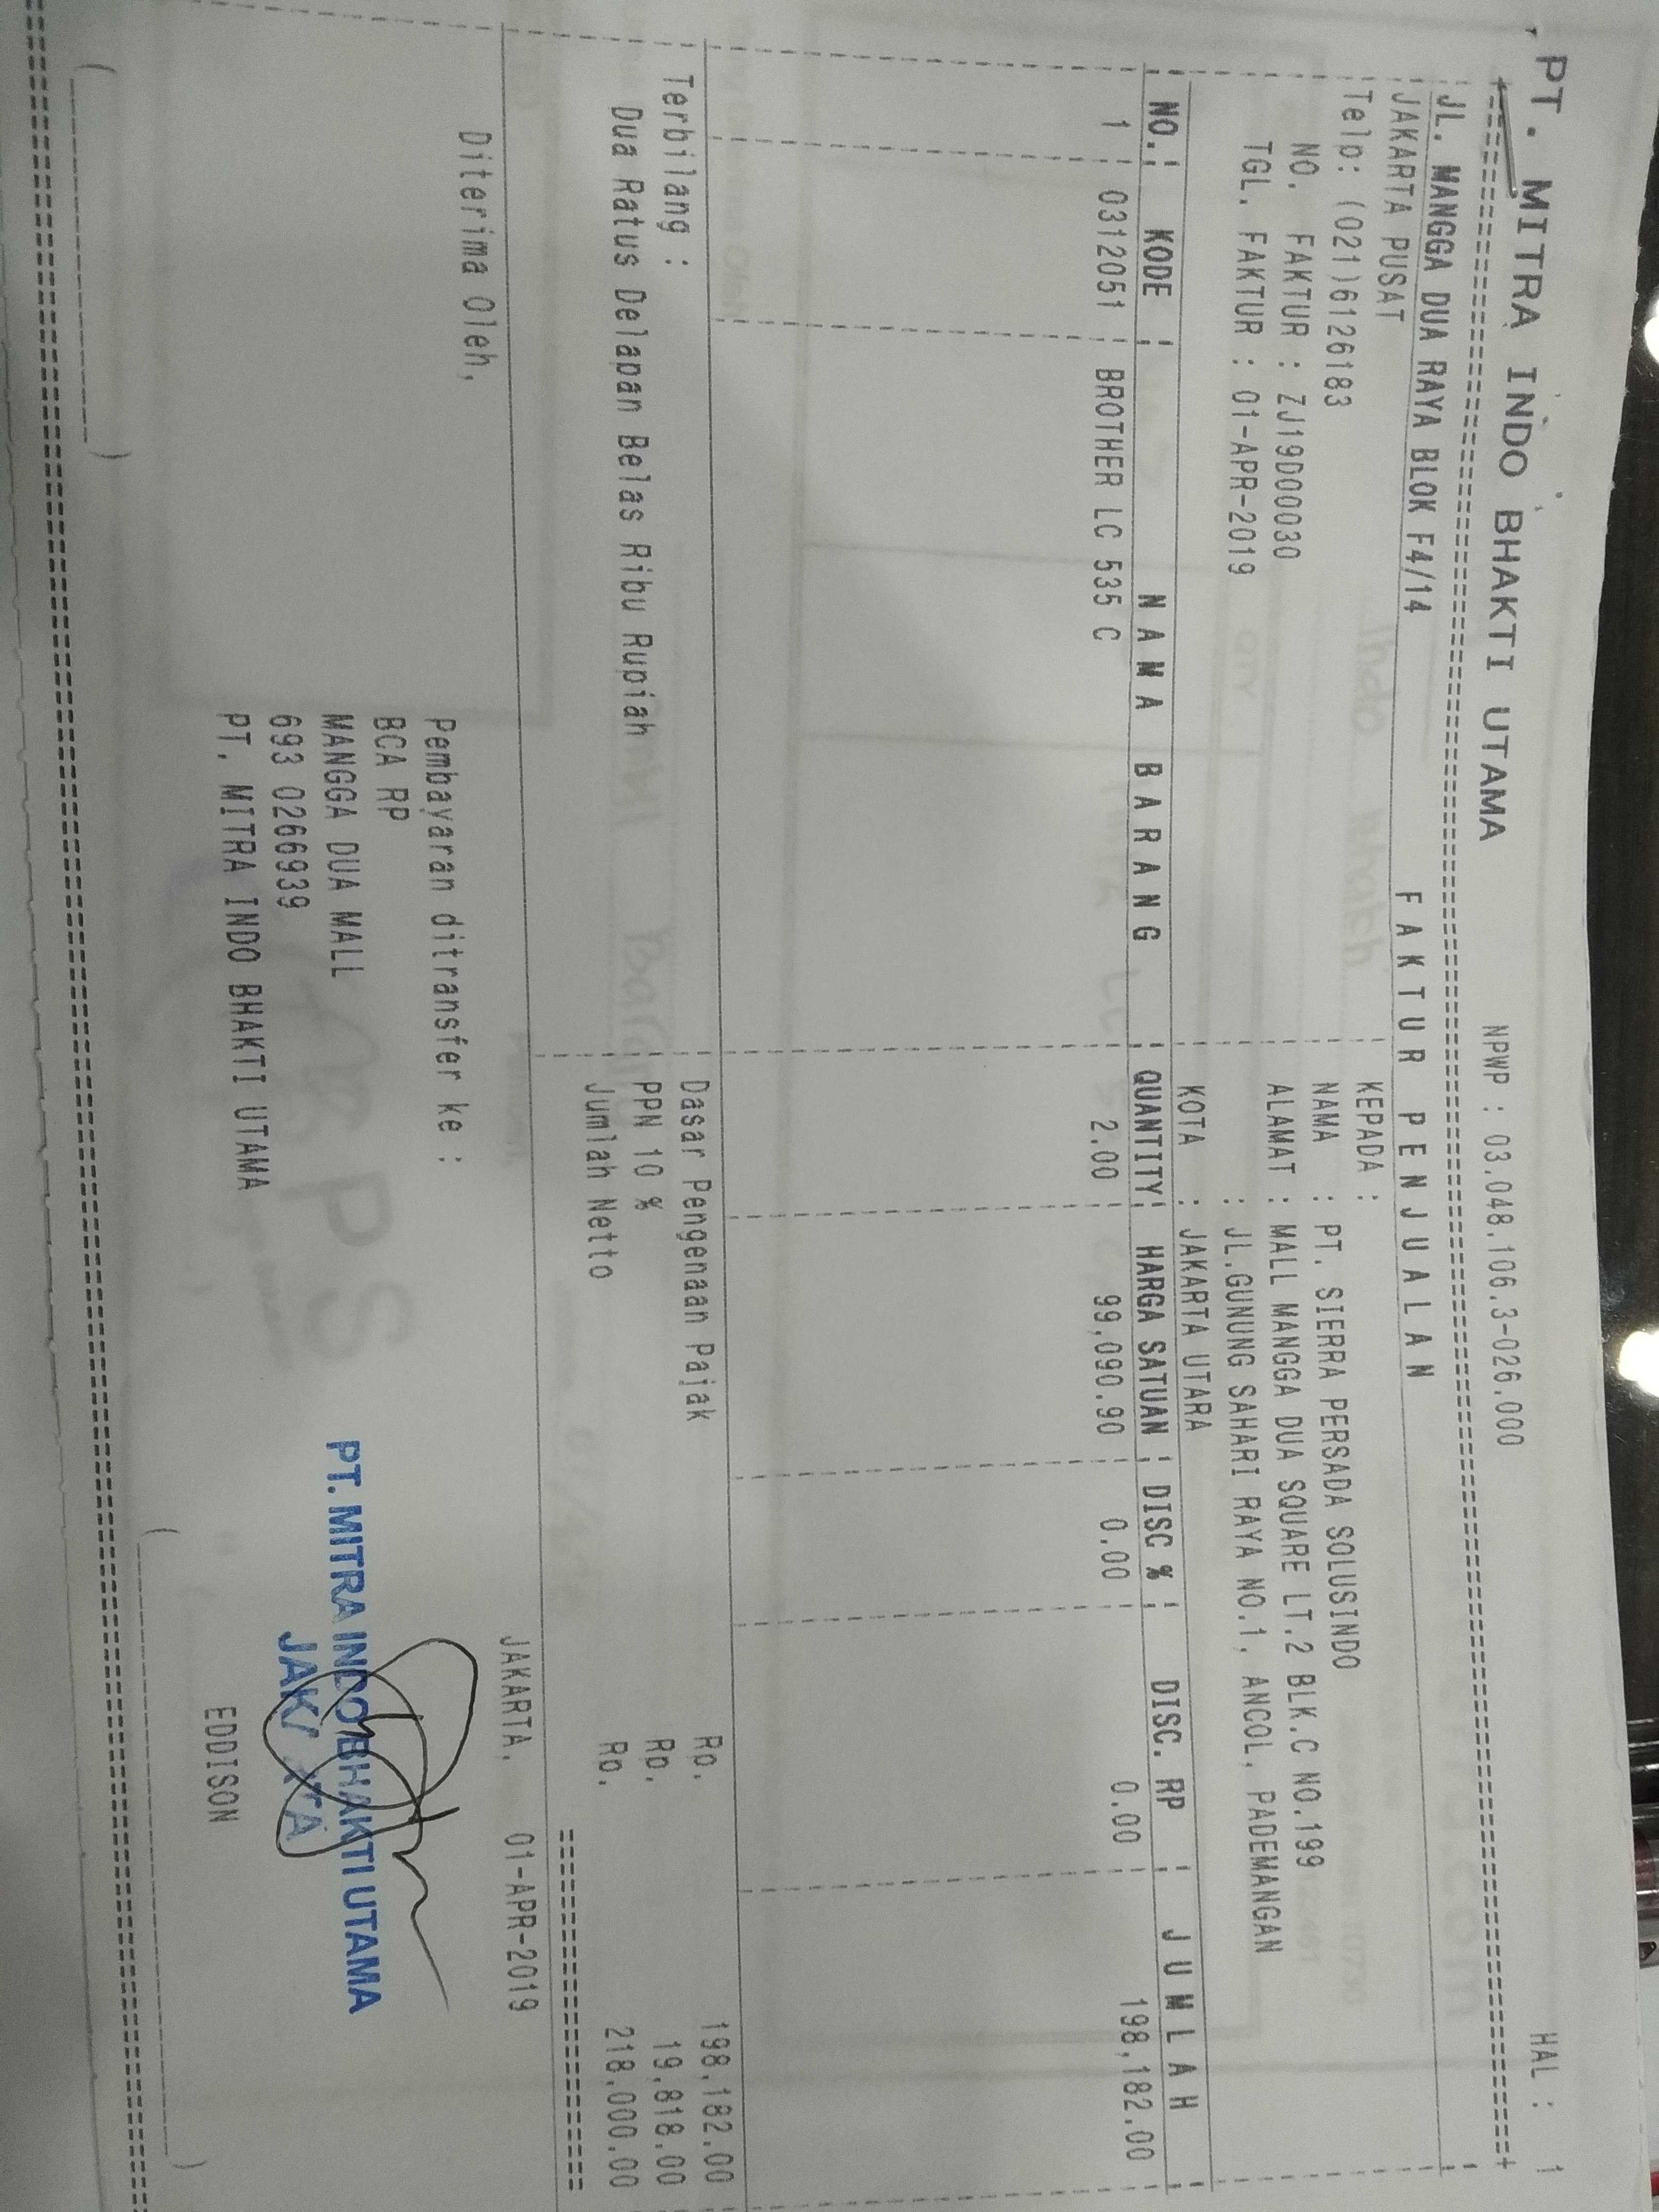 PT. MITRA INDO BHAKTI UTAMA NPWP : 03.048.106.3-026.000 HAL : 1
JL. MANGGA DUA RAYA BLOK F4/14 F A K T U R P E N J U A L A N
JAKARTA PUSAT KEPADA :
Telp: (021)6126183 NAMA : PT. SIERRA PERSADA SOLUSINDO
NO. FAKTUR : ZJ19D00030 ALAMAT : MALL MANGGA DUA SQUARE LT.2 BLK.C NO.199
TGL. FAKTUR : 01-APR-2019 : JL.GUNUNG SAHARI RAYA NO.1, ANCOL, PADEMANGAN
KOTA : JAKARTA UTARA
NO. KODE N A M A B A R A N G QUANTITY HARGA SATUAN DISC % DISC. RP J U M L A H
1 0312051 BROTHER LC 535 C 2.00 99,090.90 0.00 0.00 198,182.00
Terbilang : Dasar Pengenaan Pajak Rp. 198,182.00
Dua Ratus Delapan Belas Ribu Rupiah PPN 10 % Rp. 19,818.00
Jumlah Netto Rp. 218,000.00
Diterima Oleh, JAKARTA, 01-APR-2019
Pembayaran ditransfer ke :
BCA RP
MANGGA DUA MALL
693 0266939
PT. MITRA INDO BHAKTI UTAMA
PT. MITRA INDO BHAKTI UTAMA
JAKARTA
EDDISON